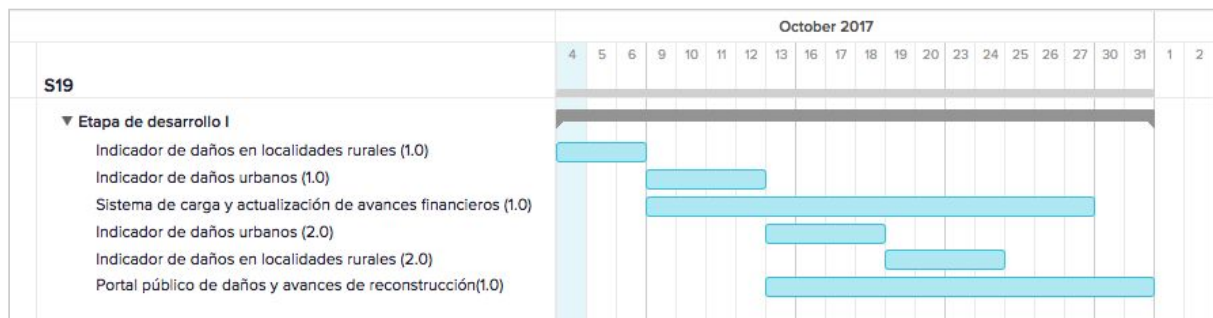 October 2017
4 5 6 9 10 11 12 13 16 17 18 19 20 23 24 25 26 27 30 31 1 2
S19
▼ Etapa de desarrollo I
Indicador de daños en localidades rurales (1.0)
Indicador de daños urbanos (1.0)
Sistema de carga y actualización de avances financieros (1.0)
Indicador de daños urbanos (2.0)
Indicador de daños en localidades rurales (2.0)
Portal público de daños y avances de reconstrucción(1.0)